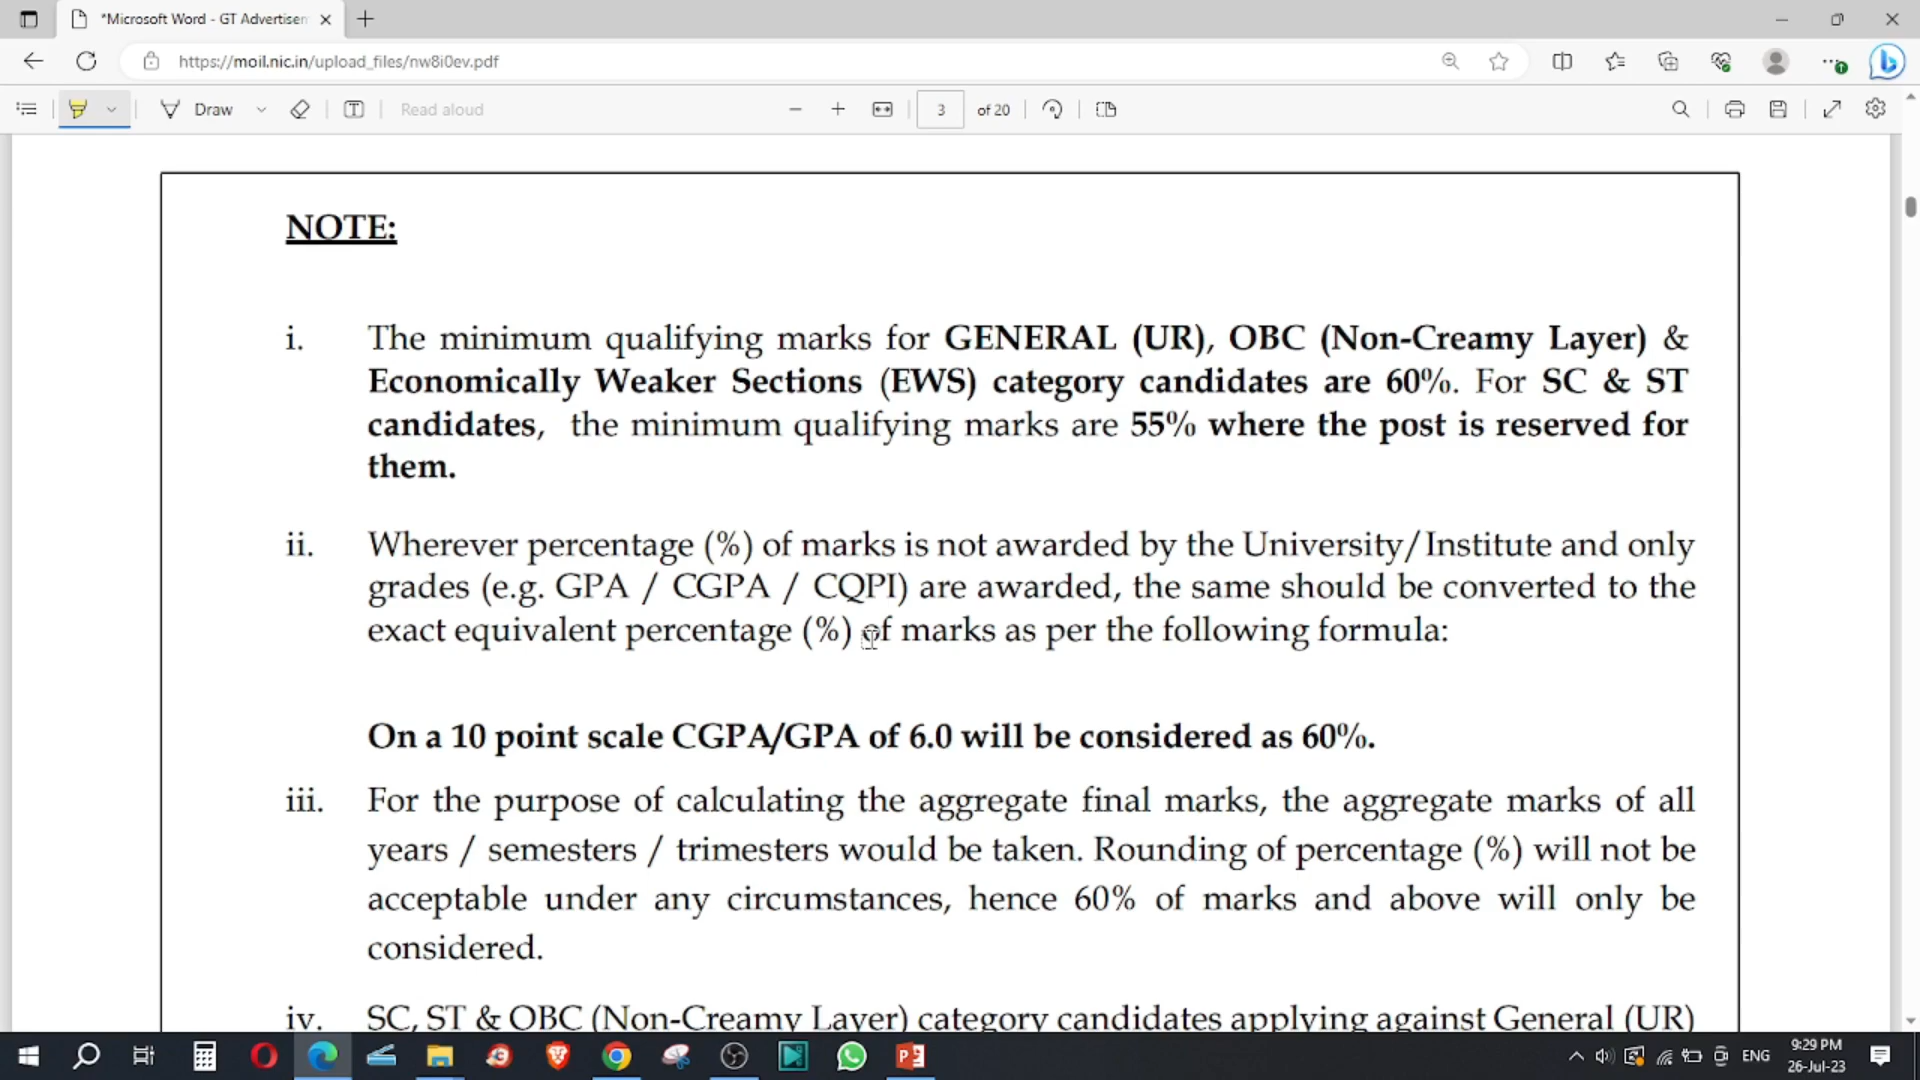 *Microsoft Word - GT Advertisem
https://moil.nic.in/upload_files/nw8i0ev.pdf
Draw
Read aloud
3 of 20
NOTE:
i. The minimum qualifying marks for GENERAL (UR), OBC (Non-Creamy Layer) &
Economically Weaker Sections (EWS) category candidates are 60%. For SC & ST
candidates, the minimum qualifying marks are 55% where the post is reserved for
them.
ii. Wherever percentage (%) of marks is not awarded by the University/Institute and only
grades (e.g. GPA / CGPA / CQPI) are awarded, the same should be converted to the
exact equivalent percentage (%) of marks as per the following formula:
On a 10 point scale CGPA/GPA of 6.0 will be considered as 60%.
iii. For the purpose of calculating the aggregate final marks, the aggregate marks of all
years / semesters / trimesters would be taken. Rounding of percentage (%) will not be
acceptable under any circumstances, hence 60% of marks and above will only be
considered.
iv. SC, ST & OBC (Non-Creamy Layer) category candidates applying against General (UR)
ENG
9:29 PM
26-Jul-23